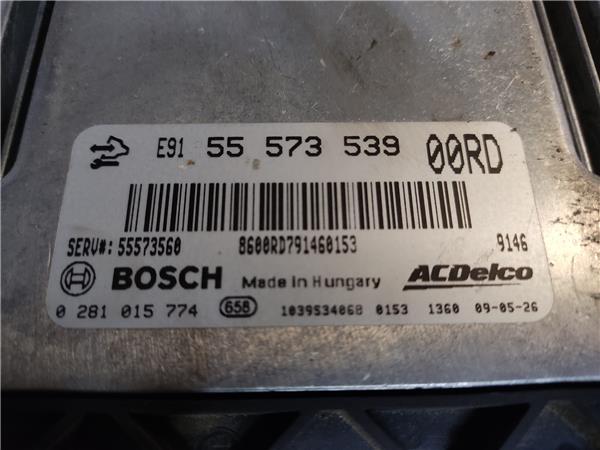 E91 55 573 539 00RD
SERV#: 55573560 8600RD791460153 9146
BOSCH Made in Hungary ACDelco
0 281 015 774 658 1039S34068 0153 1360 09-05-26